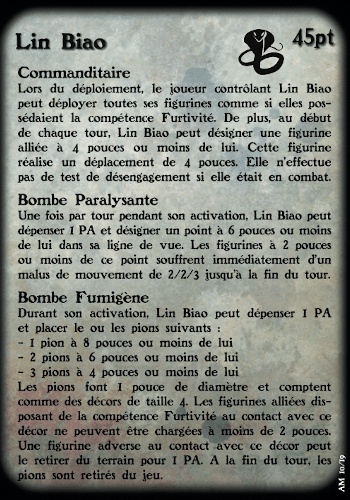 Lin Biao
45pt
Commanditaire
Lors du déploiement, le joueur contrôlant Lin Biao
peut déployer toutes ses figurines comme si elles pos-
sédaient la compétence Furtivité. De plus, au début
de chaque tour, Lin Biao peut désigner une figurine
alliée à 4 pouces ou moins de lui. Cette figurine
réalise un déplacement de 4 pouces. Elle n'effectue
pas de test de désengagement si elle était en combat.
Bombe Paralysante
Une fois par tour pendant son activation, Lin Biao peut
dépenser 1 PA et désigner un point à 6 pouces ou moins
de lui dans sa ligne de vue. Les figurines à 2 pouces
ou moins de ce point souffrent immédiatement d'un
malus de mouvement de 2/2/3 jusqu'à la fin du tour.
Bombe Fumigène
Durant son activation, Lin Biao peut dépenser 1 PA
et placer le ou les pions suivants :
- 1 pion à 8 pouces ou moins de lui
- 2 pions à 6 pouces ou moins de lui
- 3 pions à 4 pouces ou moins de lui
Les pions font 1 pouce de diamètre et comptent
comme des décors de taille 4. Les figurines alliées dis-
posant de la compétence Furtivité au contact avec ce
décor ne peuvent être chargées à moins de 2 pouces.
Une figurine adverse au contact avec ce décor peut
le retirer du terrain pour 1 PA. A la fin du tour, les
pions sont retirés du jeu.
AM 10/19